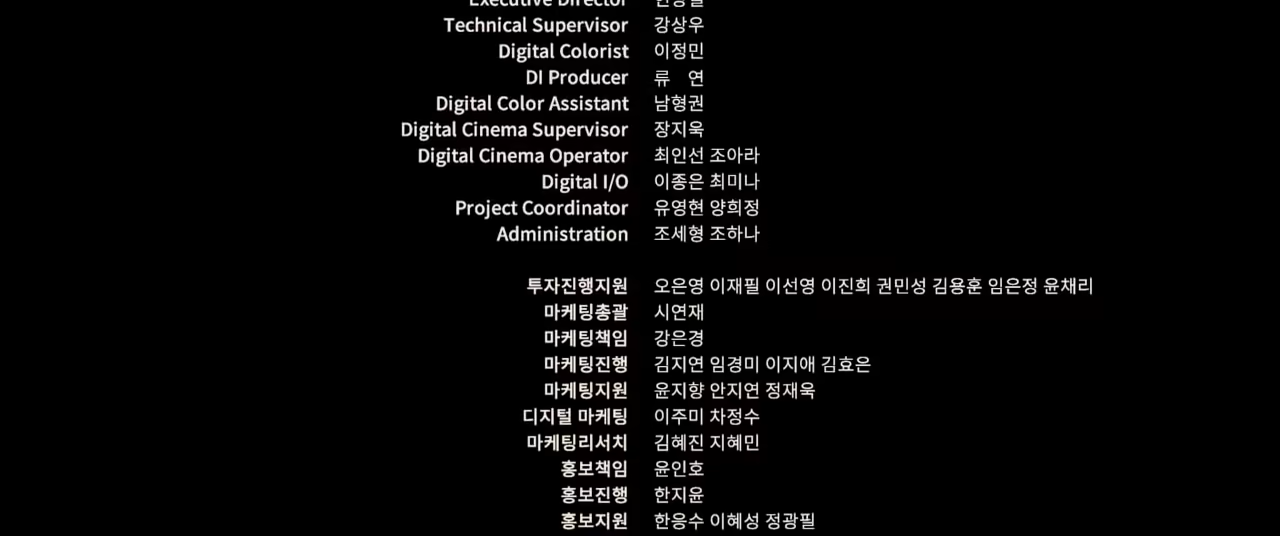 Executive Director
Technical Supervisor 강상우
Digital Colorist 이정민
DI Producer 류 연
Digital Color Assistant 남형권
Digital Cinema Supervisor 장지욱
Digital Cinema Operator 최인선 조아라
Digital I/O 이종은 최미나
Project Coordinator 유영현 양희정
Administration 조세형 조하나
투자진행지원 오은영 이재필 이선영 이진희 권민성 김용훈 임은정 윤채리
마케팅총괄 시연재
마케팅책임 강은경
마케팅진행 김지연 임경미 이지애 김효은
마케팅지원 윤지향 안지연 정재욱
디지털 마케팅 이주미 차정수
마케팅리서치 김혜진 지혜민
홍보책임 윤인호
홍보진행 한지윤
홍보지원 한응수 이혜성 정광필